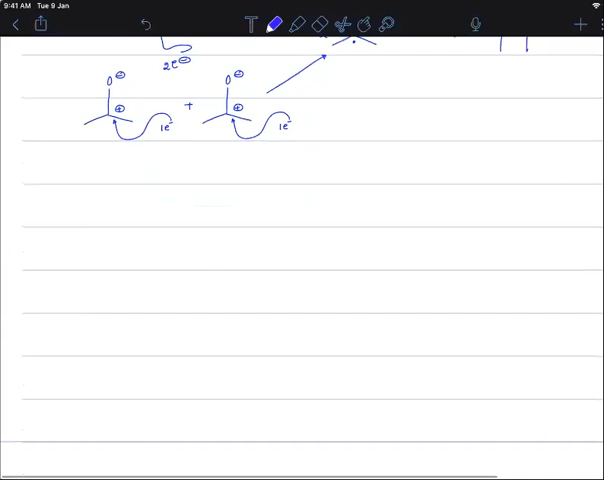 9:41 AM Tue 9 Jan
T
2e⊖
O⊖ O⊖
⊕ + ⊕
1e⁻ 1e⁻